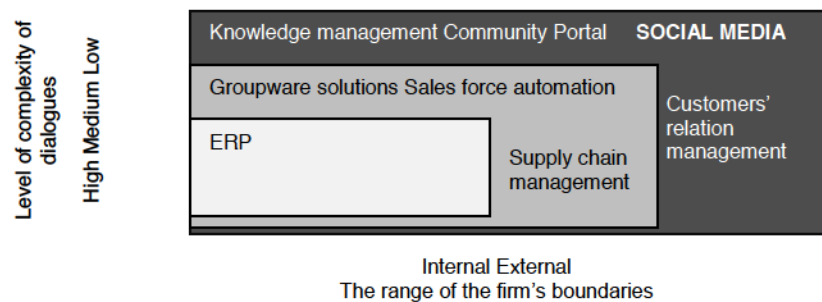 Level of complexity of
dialogues
High Medium Low
Knowledge management Community Portal SOCIAL MEDIA
Groupware solutions Sales force automation
Customers’
relation
management
ERP
Supply chain
management
Internal External
The range of the firm’s boundaries